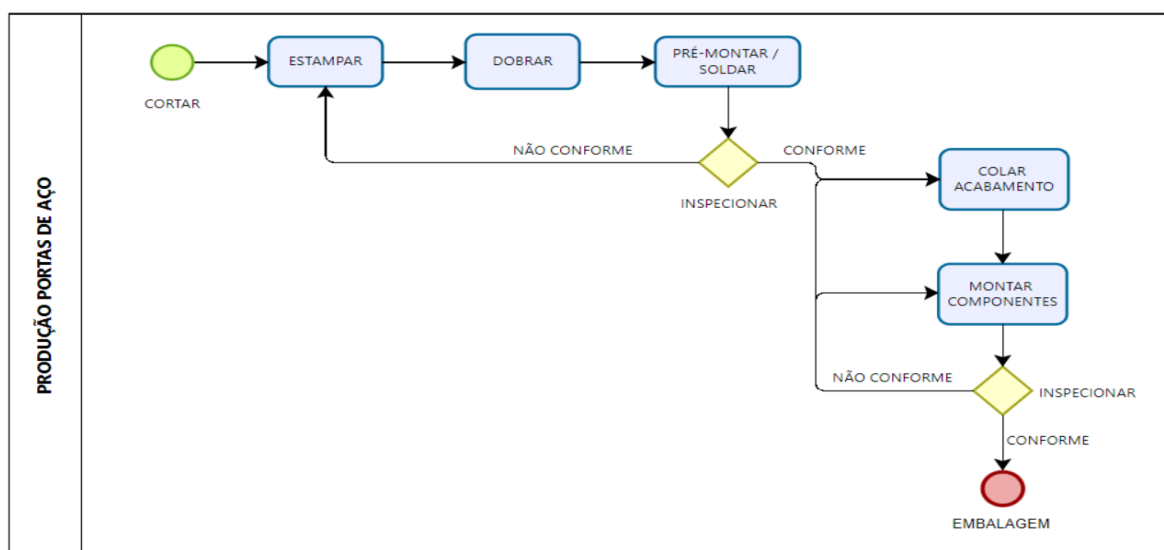 PRODUÇÃO PORTAS DE AÇO
CORTAR
ESTAMPAR
DOBRAR
PRÉ-MONTAR /
SOLDAR
NÃO CONFORME
CONFORME
INSPECIONAR
COLAR
ACABAMENTO
MONTAR
COMPONENTES
NÃO CONFORME
INSPECIONAR
CONFORME
EMBALAGEM